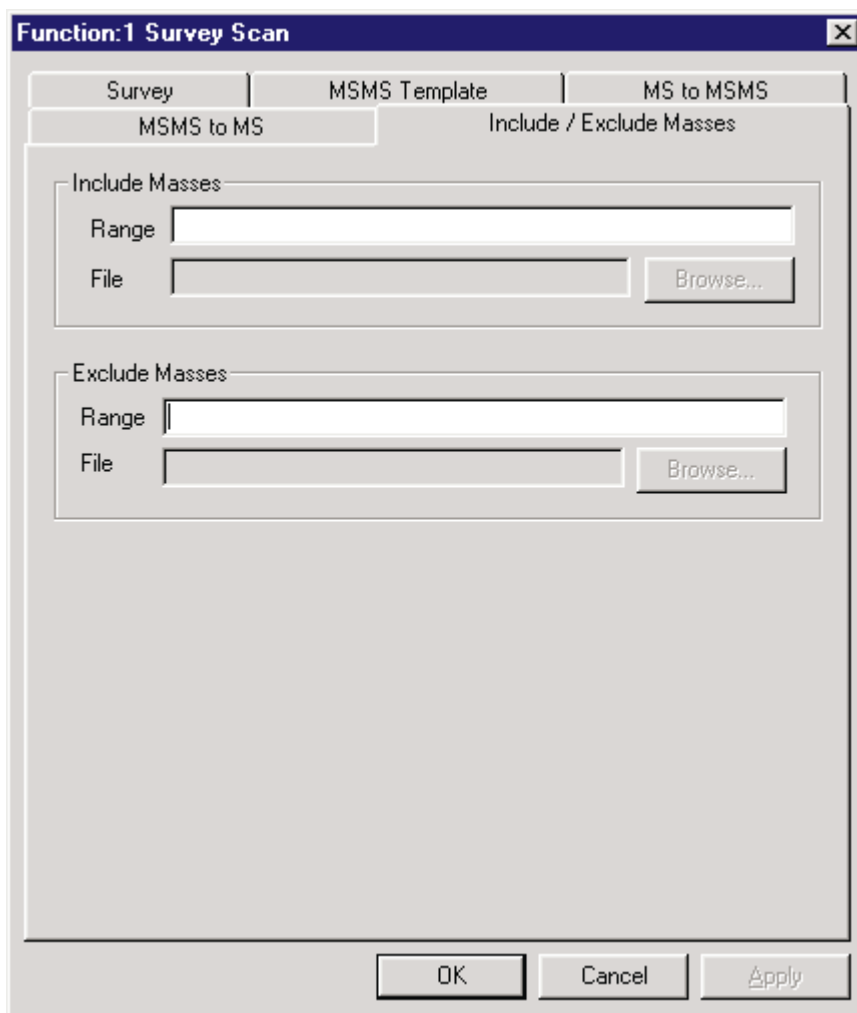 Function:1 Survey Scan
Survey
MSMS Template
MS to MSMS
MSMS to MS
Include / Exclude Masses
Include Masses
Range
File
Browse...
Exclude Masses
Range
File
Browse...
OK
Cancel
Apply